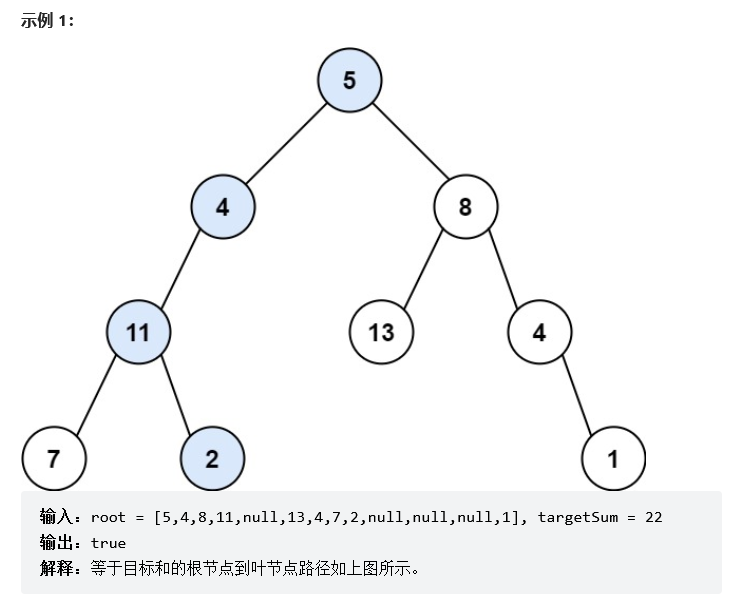 示例 1：
5
4
8
11
13
4
7
2
1
输入：root = [5,4,8,11,null,13,4,7,2,null,null,null,1], targetSum = 22
输出：true
解释：等于目标和的根节点到叶节点路径如上图所示。